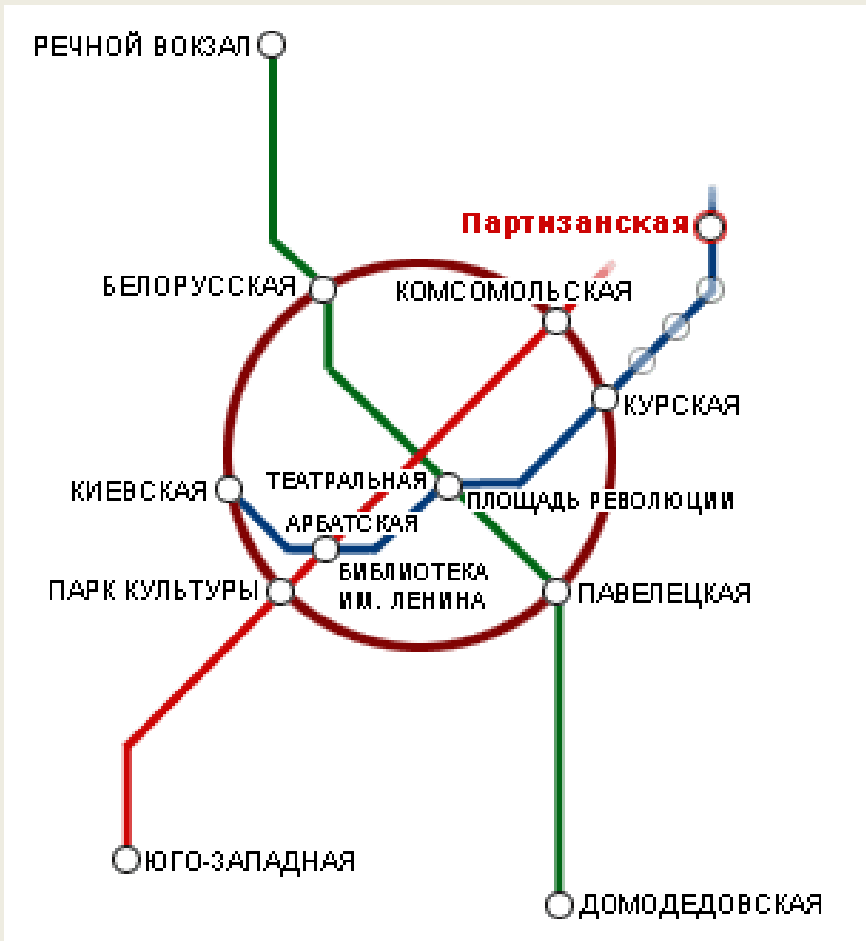 РЕЧНОЙ ВОКЗАЛ
Партизанская
БЕЛОРУССКАЯ
КОМСОМОЛЬСКАЯ
КУРСКАЯ
ТЕАТРАЛЬНАЯ
КИЕВСКАЯ
ПЛОЩАДЬ РЕВОЛЮЦИИ
АРБАТСКАЯ
БИБЛИОТЕКА
ИМ. ЛЕНИНА
ПАРК КУЛЬТУРЫ
ПАВЕЛЕЦКАЯ
ЮГО-ЗАПАДНАЯ
ДОМОДЕДОВСКАЯ